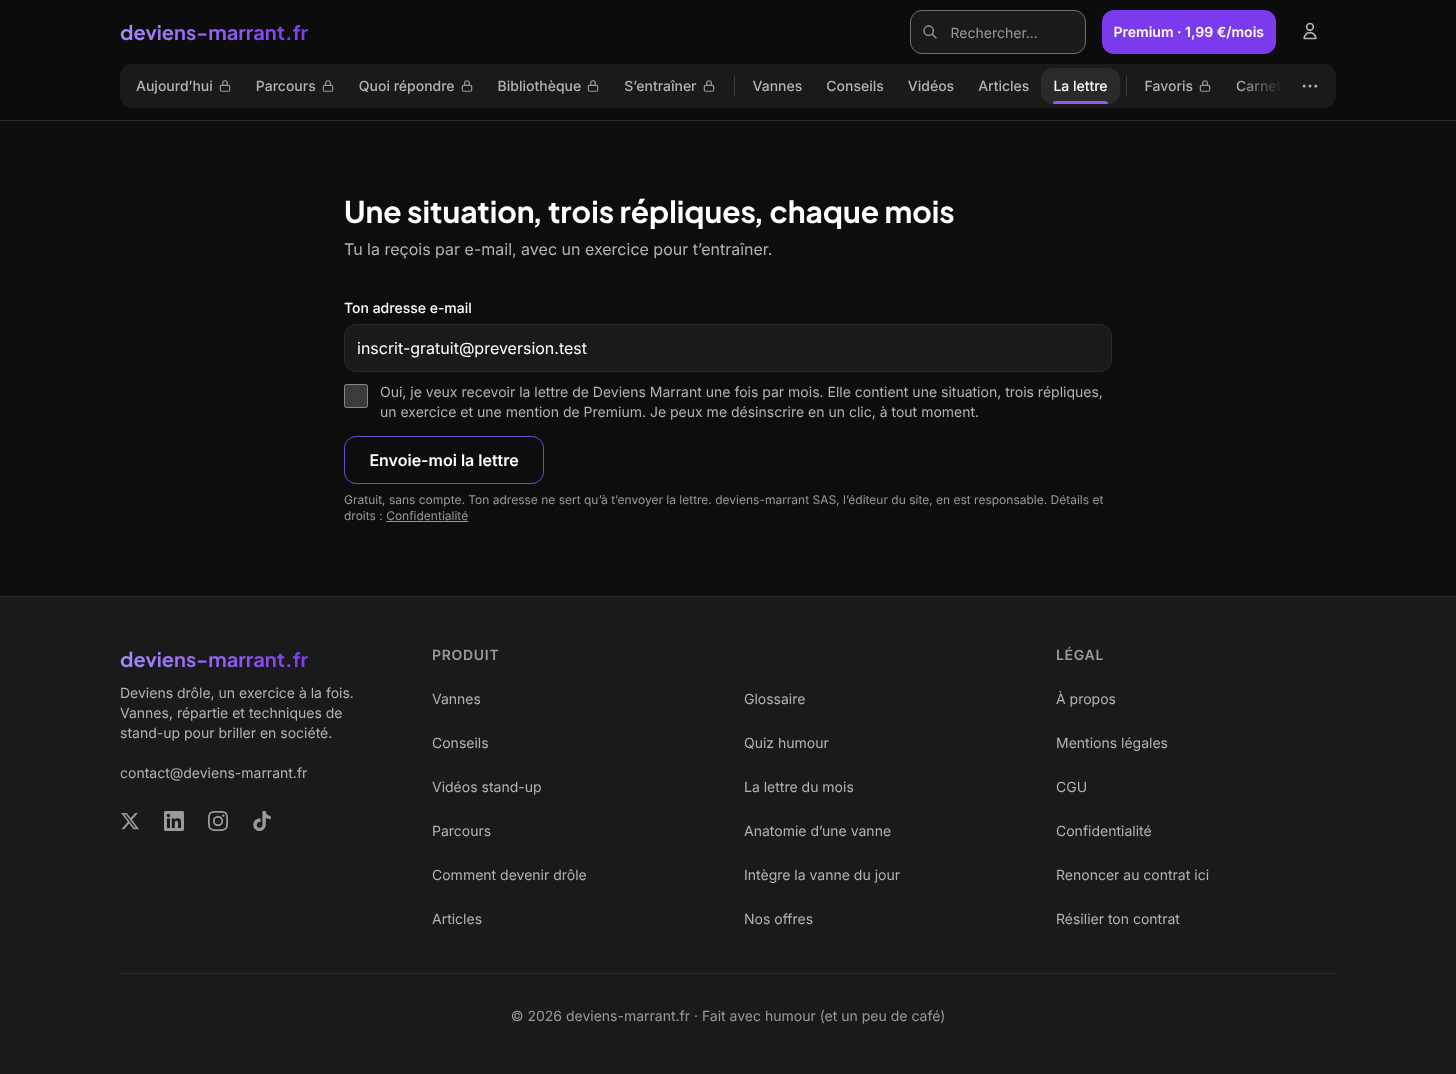 deviens-marrant.fr
Rechercher...
Premium · 1,99 €/mois
Aujourd’hui
Parcours
Quoi répondre
Bibliothèque
S’entraîner
Vannes
Conseils
Vidéos
Articles
La lettre
Favoris
Carnet
Une situation, trois répliques, chaque mois
Tu la reçois par e-mail, avec un exercice pour t’entraîner.
Ton adresse e-mail
inscrit-gratuit@preversion.test
Oui, je veux recevoir la lettre de Deviens Marrant une fois par mois. Elle contient une situation, trois répliques,
un exercice et une mention de Premium. Je peux me désinscrire en un clic, à tout moment.
Envoie-moi la lettre
Gratuit, sans compte. Ton adresse ne sert qu’à t’envoyer la lettre. deviens-marrant SAS, l’éditeur du site, en est responsable. Détails et
droits : Confidentialité
deviens-marrant.fr
Deviens drôle, un exercice à la fois.
Vannes, répartie et techniques de
stand-up pour briller en société.
contact@deviens-marrant.fr
PRODUIT
Vannes
Conseils
Vidéos stand-up
Parcours
Comment devenir drôle
Articles
Glossaire
Quiz humour
La lettre du mois
Anatomie d’une vanne
Intègre la vanne du jour
Nos offres
LÉGAL
À propos
Mentions légales
CGU
Confidentialité
Renoncer au contrat ici
Résilier ton contrat
© 2026 deviens-marrant.fr · Fait avec humour (et un peu de café)